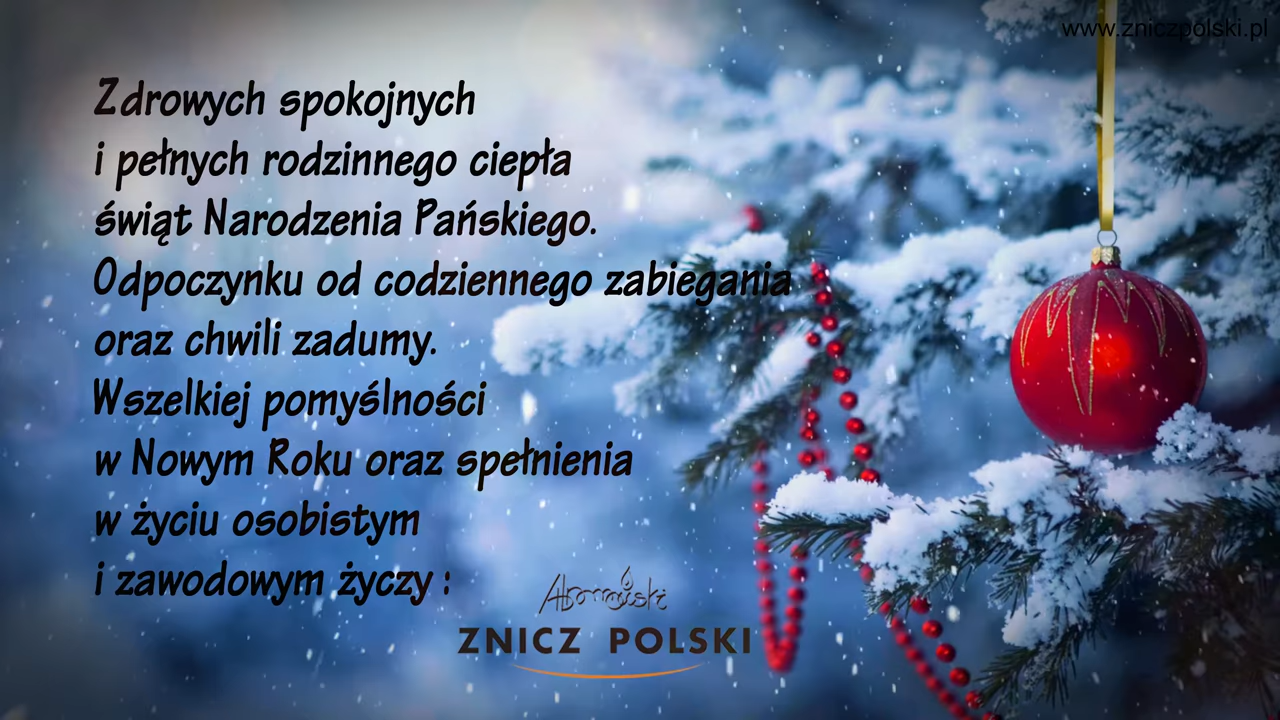 www.zniczpolski.pl
Zdrowych spokojnych
i pełnych rodzinnego ciepła
świąt Narodzenia Pańskiego.
Odpoczynku od codziennego zabiegania
oraz chwili zadumy.
Wszelkiej pomyślności
w Nowym Roku oraz spełnienia
w życiu osobistym
i zawodowym życzy :
ZNICZ POLSKI